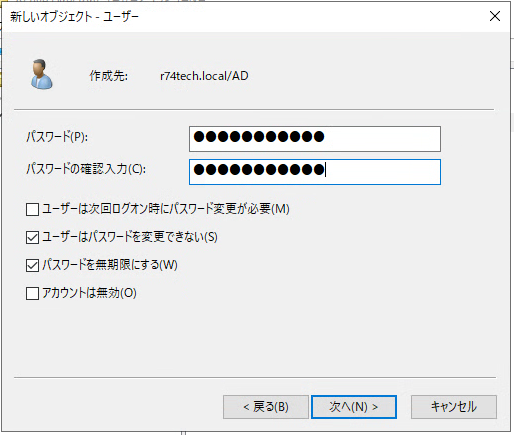 新しいオブジェクト - ユーザー
作成先: r74tech.local/AD
パスワード(P): ●●●●●●●●●●●
パスワードの確認入力(C): ●●●●●●●●●●●
ユーザーは次回ログオン時にパスワード変更が必要(M)
ユーザーはパスワードを変更できない(S)
パスワードを無期限にする(W)
アカウントは無効(O)
< 戻る(B) 次へ(N) > キャンセル